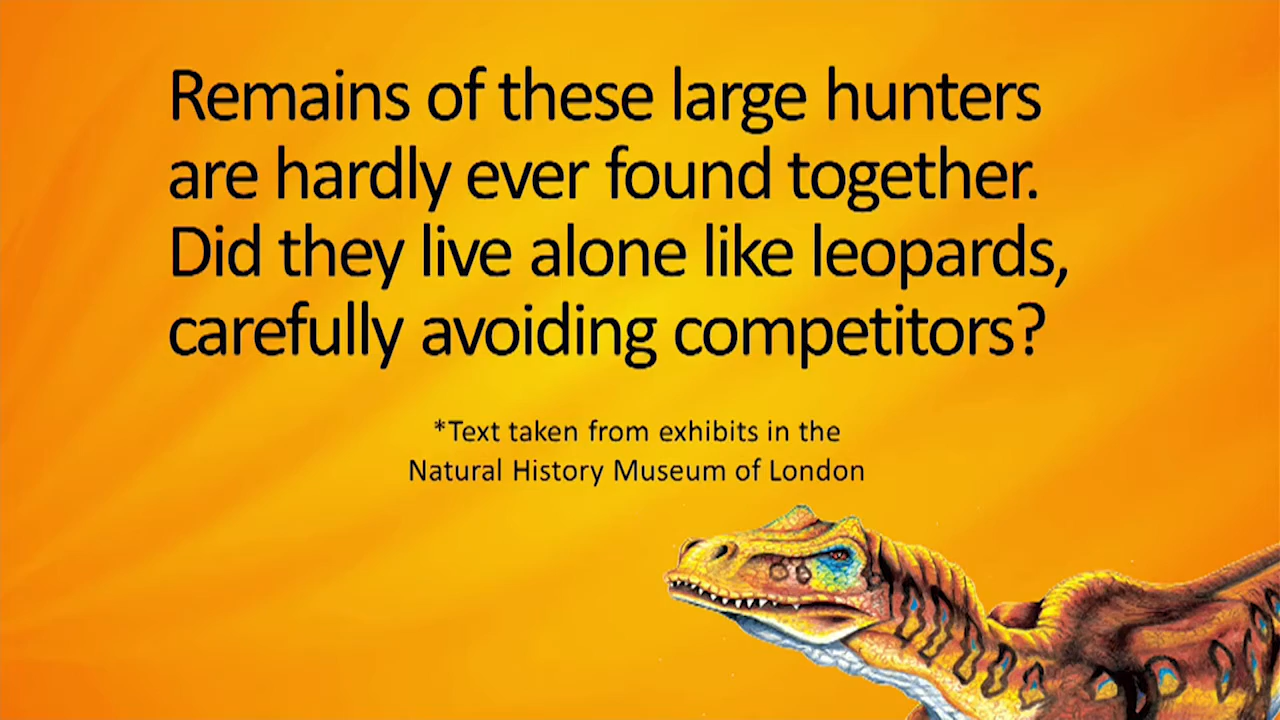 Remains of these large hunters
are hardly ever found together.
Did they live alone like leopards,
carefully avoiding competitors?
*Text taken from exhibits in the
Natural History Museum of London